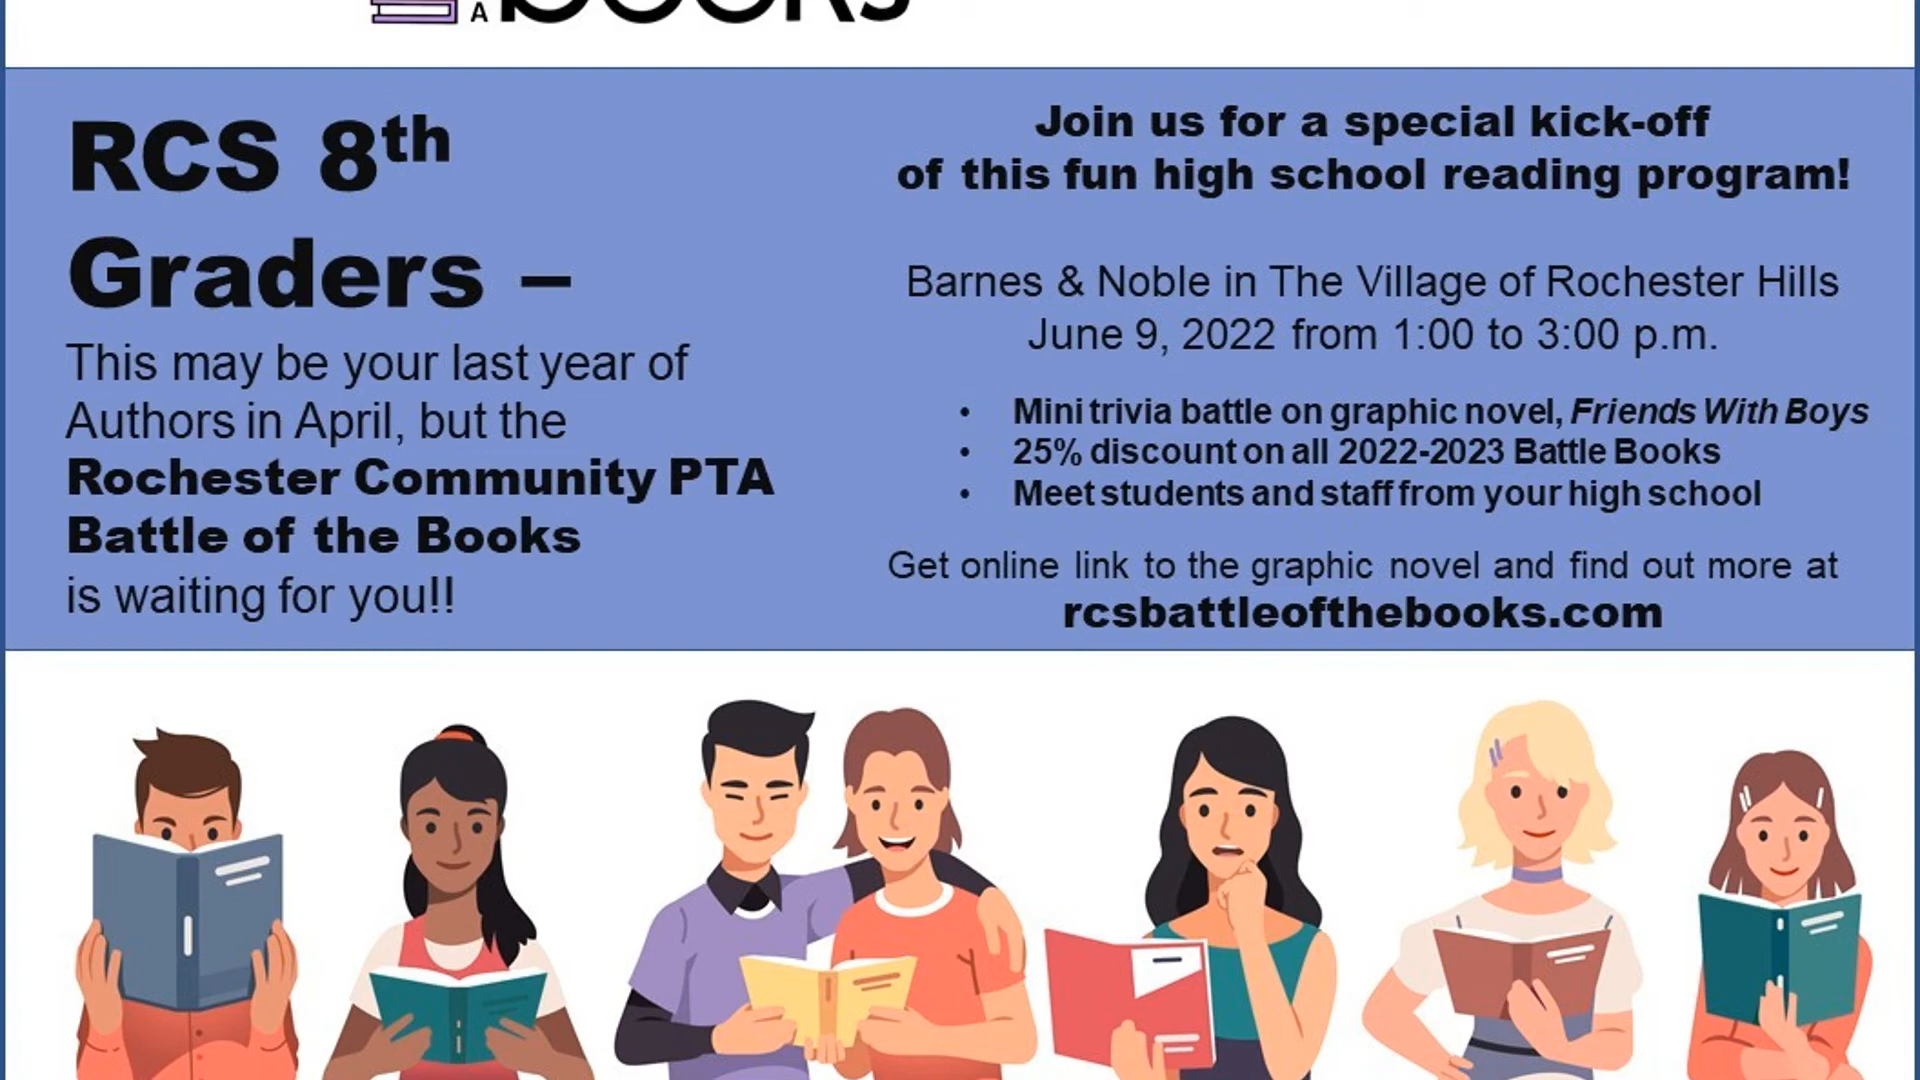 A BOOKS
RCS 8th
Graders –
This may be your last year of
Authors in April, but the
Rochester Community PTA
Battle of the Books
is waiting for you!!
Join us for a special kick-off
of this fun high school reading program!
Barnes & Noble in The Village of Rochester Hills
June 9, 2022 from 1:00 to 3:00 p.m.
• Mini trivia battle on graphic novel, Friends With Boys
• 25% discount on all 2022-2023 Battle Books
• Meet students and staff from your high school
Get online link to the graphic novel and find out more at
rcsbattleofthebooks.com